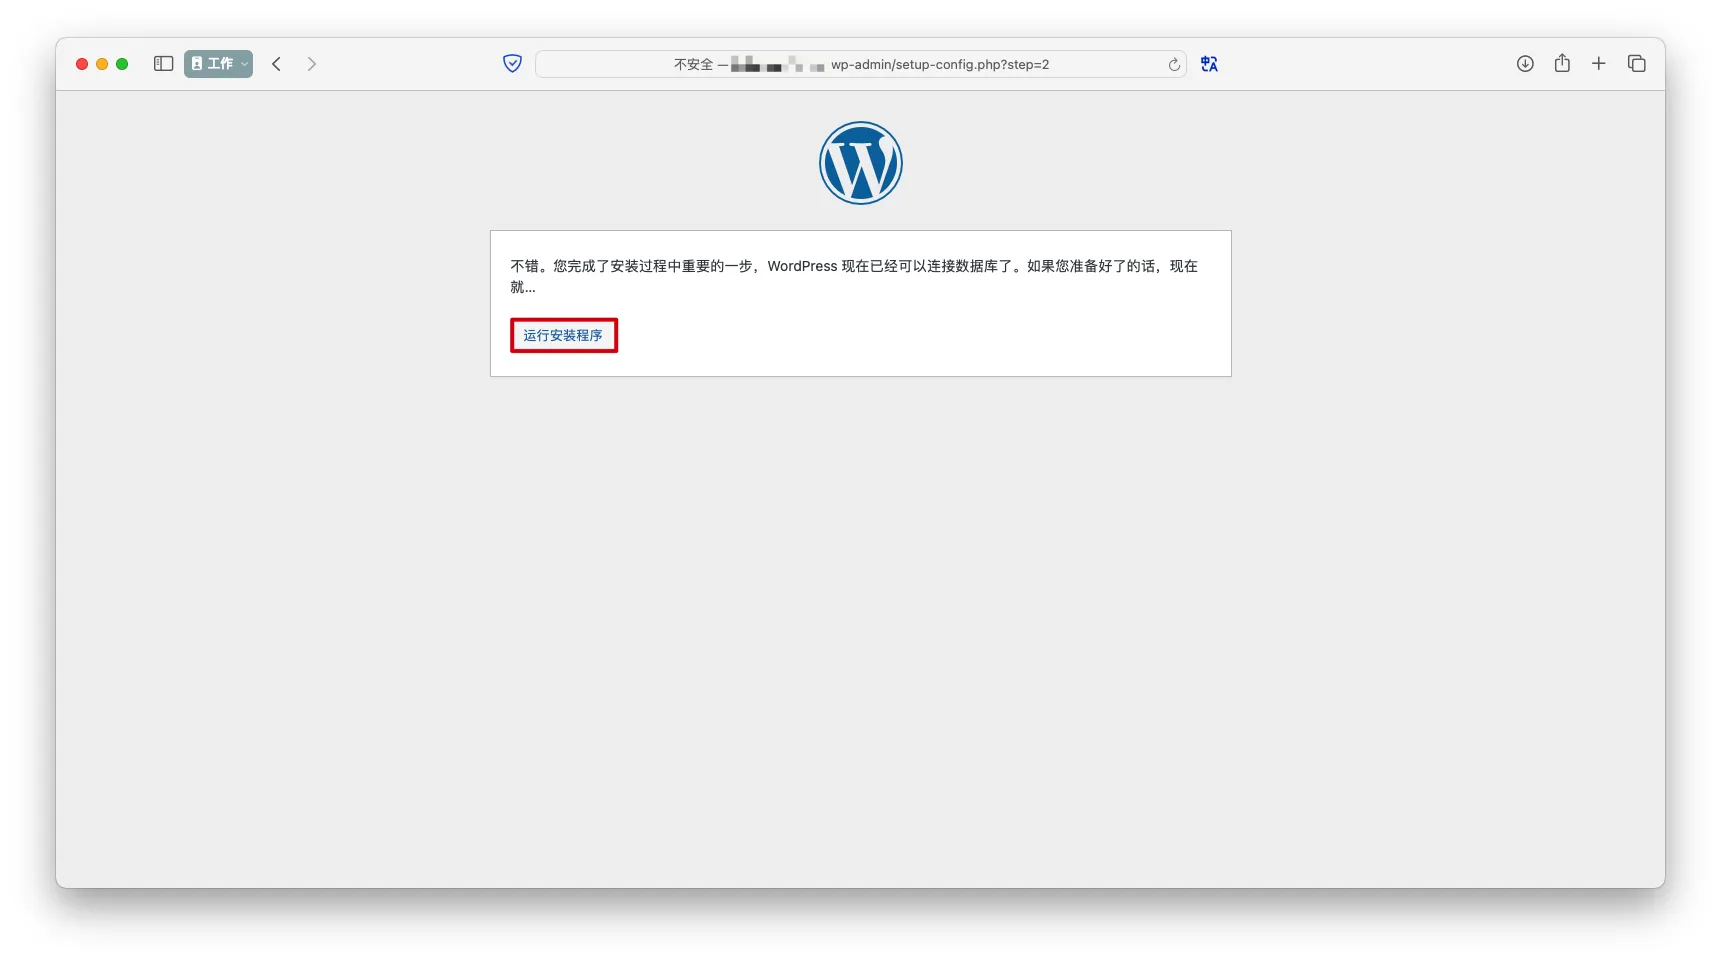 工作
不安全 — wp-admin/setup-config.php?step=2
不错。您完成了安装过程中重要的一步，WordPress 现在已经可以连接数据库了。如果您准备好了的话，现在
就...
运行安装程序